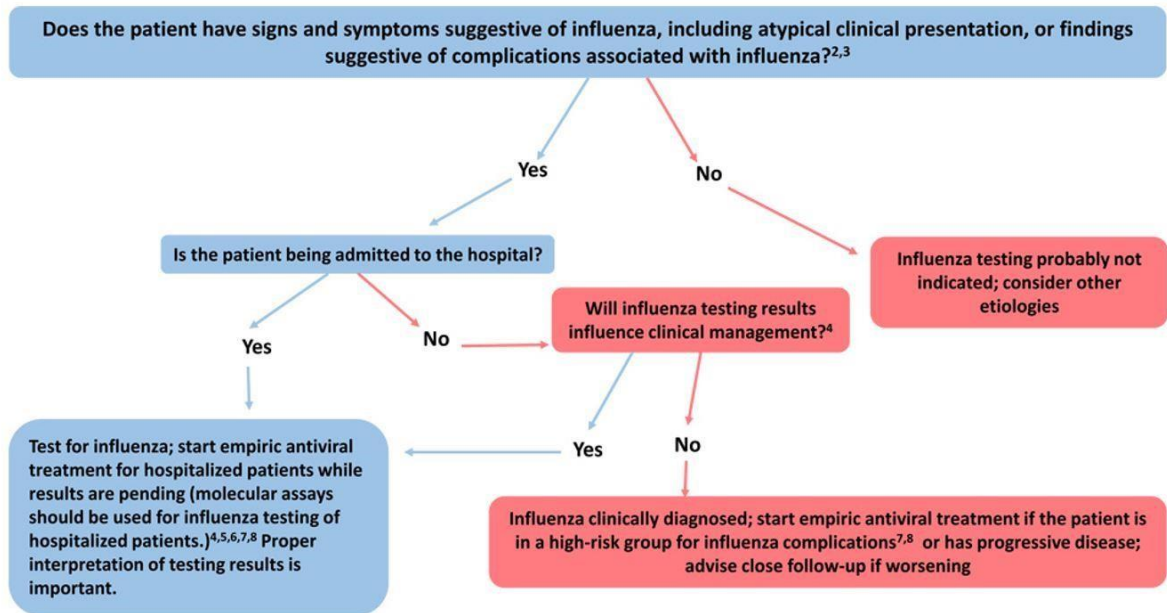 Does the patient have signs and symptoms suggestive of influenza, including atypical clinical presentation, or findings
suggestive of complications associated with influenza?2,3
Yes
No
Is the patient being admitted to the hospital?
Influenza testing probably not
indicated; consider other
etiologies
Will influenza testing results
influence clinical management?4
Yes
No
Test for influenza; start empiric antiviral
treatment for hospitalized patients while
results are pending (molecular assays
should be used for influenza testing of
hospitalized patients.)4,5,6,7,8 Proper
interpretation of testing results is
important.
Yes
No
Influenza clinically diagnosed; start empiric antiviral treatment if the patient is
in a high-risk group for influenza complications7,8 or has progressive disease;
advise close follow-up if worsening